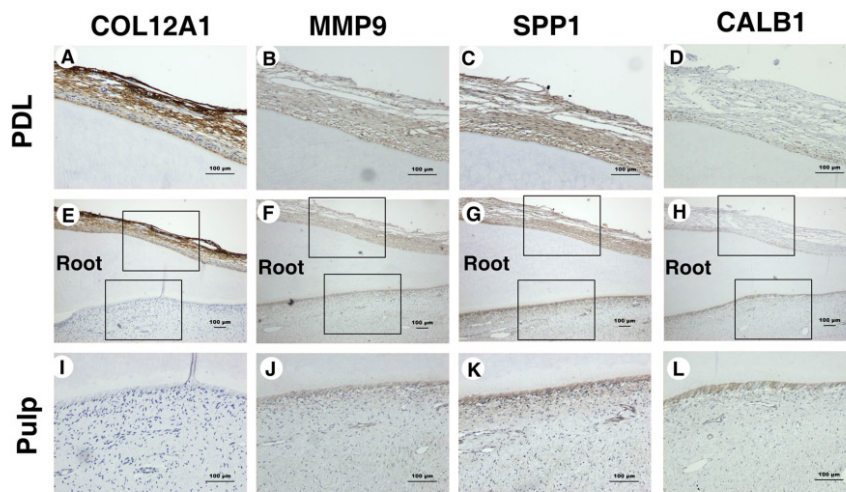 COL12A1 MMP9 SPP1 CALB1
PDL
A B C D
100 µm 100 µm 100 µm 100 µm
E F G H
Root Root Root Root
100 µm 100 µm 100 µm 100 µm
Pulp
I J K L
100 µm 100 µm 100 µm 100 µm